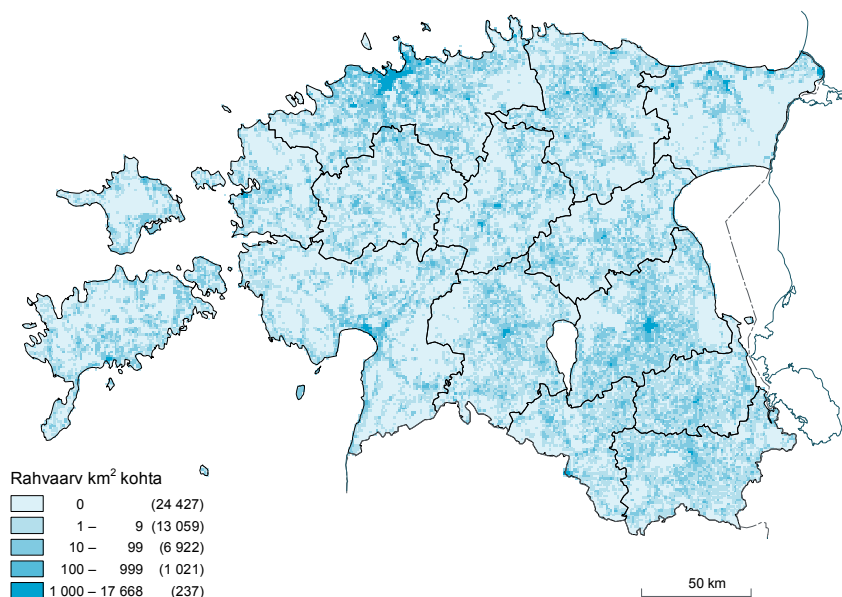 Rahvaarv km² kohta
0 (24 427)
1 – 9 (13 059)
10 – 99 (6 922)
100 – 999 (1 021)
1 000 – 17 668 (237)
50 km